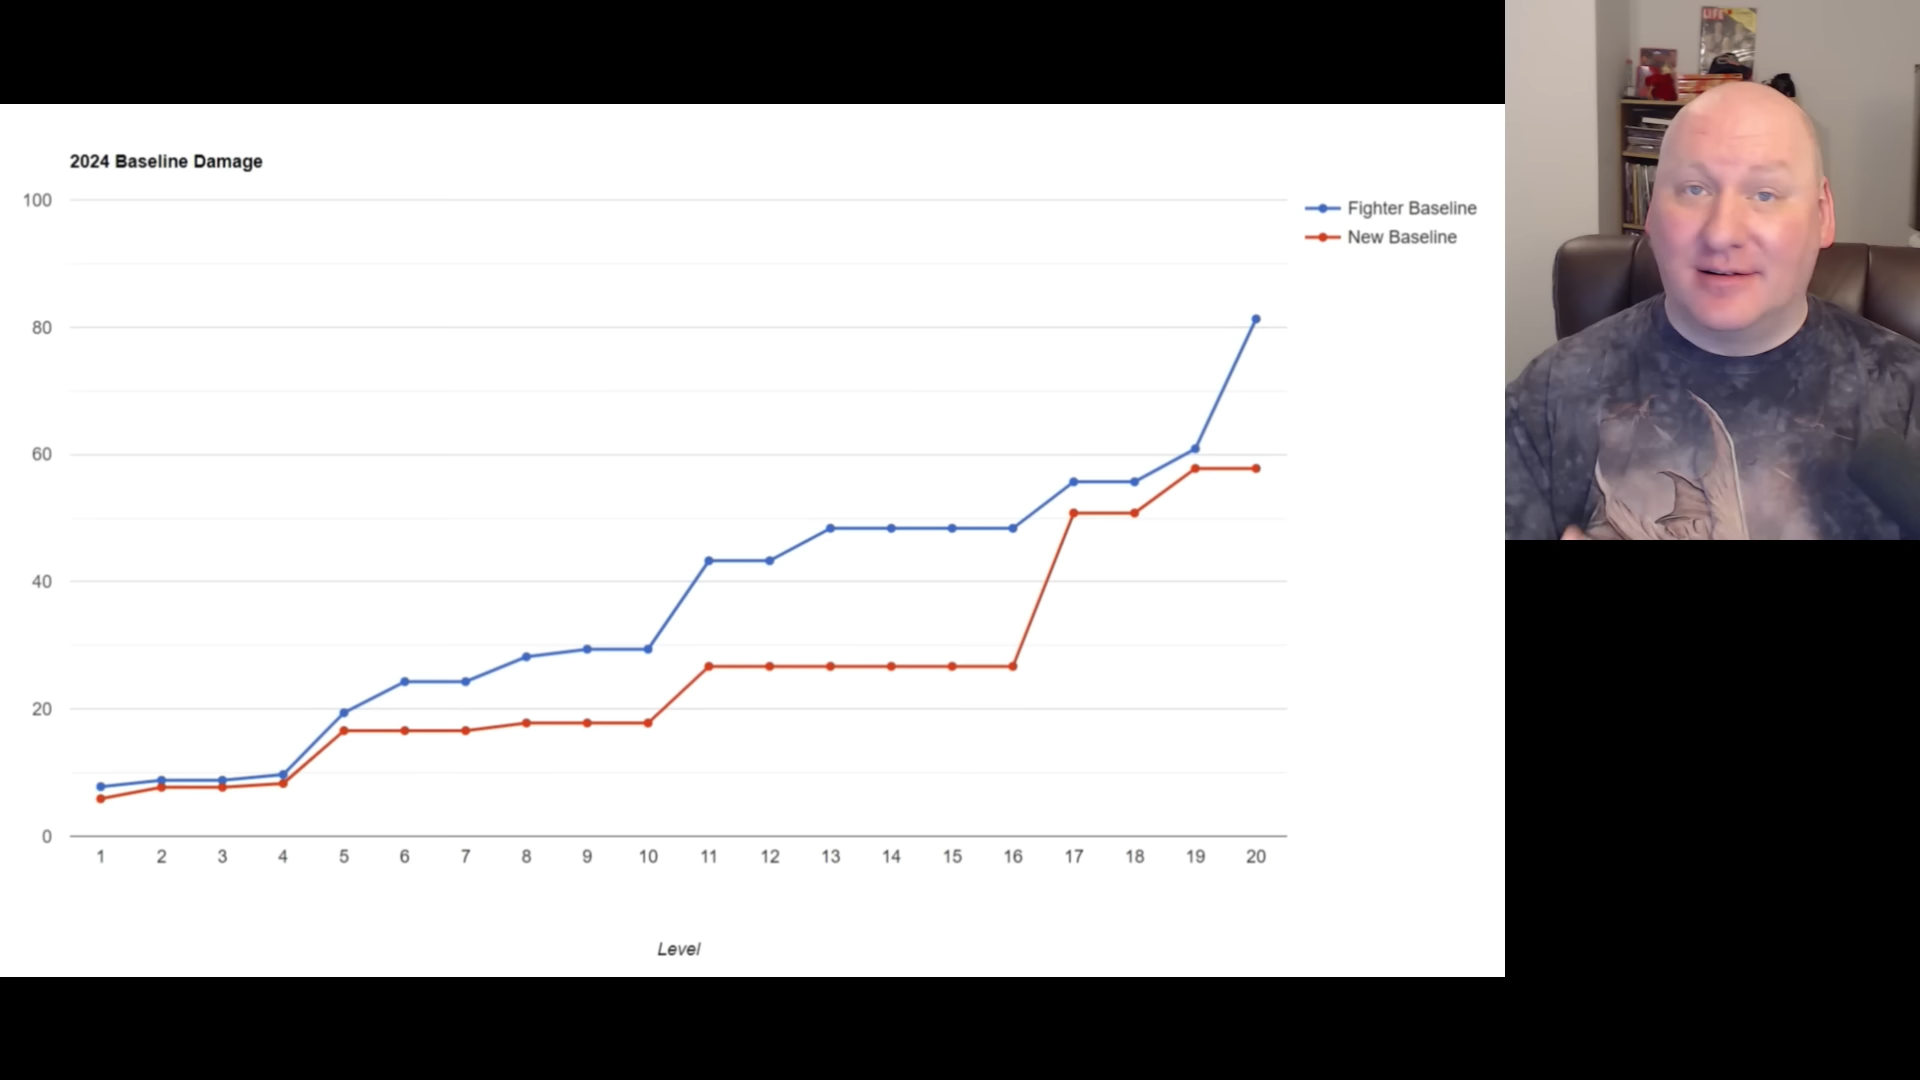 2024 Baseline Damage
100
80
60
40
20
0
1 2 3 4 5 6 7 8 9 10 11 12 13 14 15 16 17 18 19 20
Level
Fighter Baseline
New Baseline
LIFE